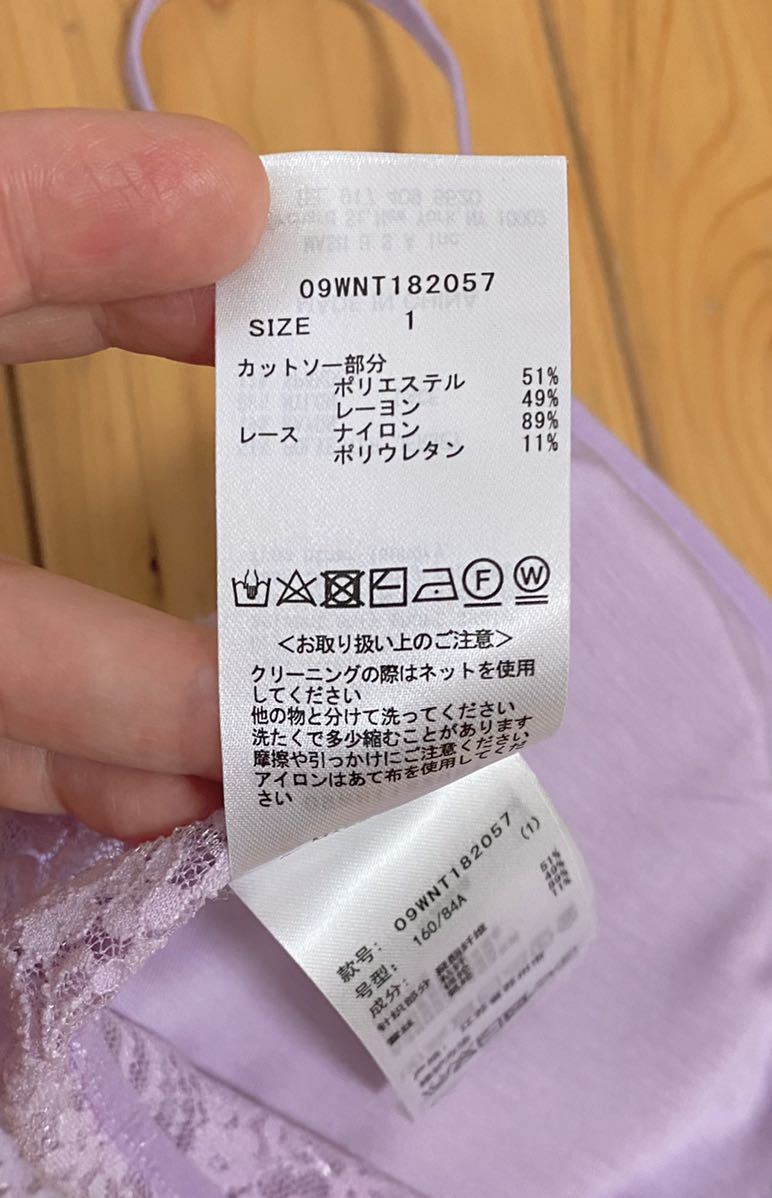 09WNT182057
SIZE 1
カットソー部分
ポリエステル 51%
レーヨン 49%
レース ナイロン 89%
ポリウレタン 11%
F W
<お取り扱い上のご注意>
クリーニングの際はネットを使用
してください
他の物と分けて洗ってください
洗たくで多少縮むことがあります
摩擦や引っかけにご注意ください
アイロンはあて布を使用してくだ
さい
款号: 09WNT182057
号型: 160/84A (1)
成分:
51%
49%
89%
11%